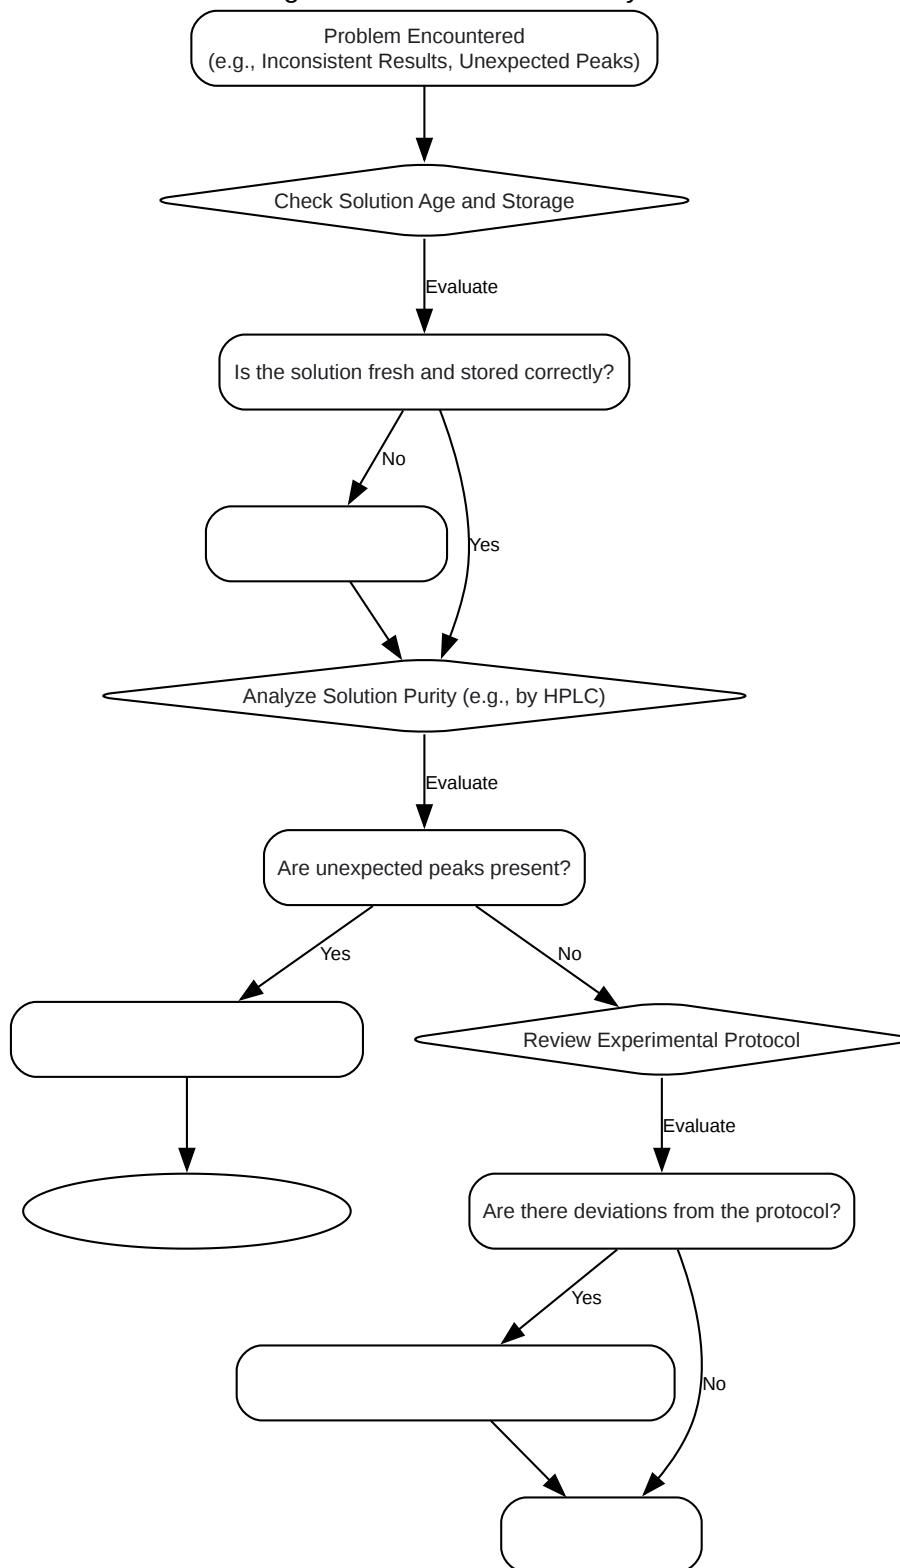 Problem Encountered
(e.g., Inconsistent Results, Unexpected Peaks)
Check Solution Age and Storage
Evaluate
Is the solution fresh and stored correctly?
No
Yes
Analyze Solution Purity (e.g., by HPLC)
Evaluate
Are unexpected peaks present?
Yes
No
Review Experimental Protocol
Evaluate
Are there deviations from the protocol?
Yes
No